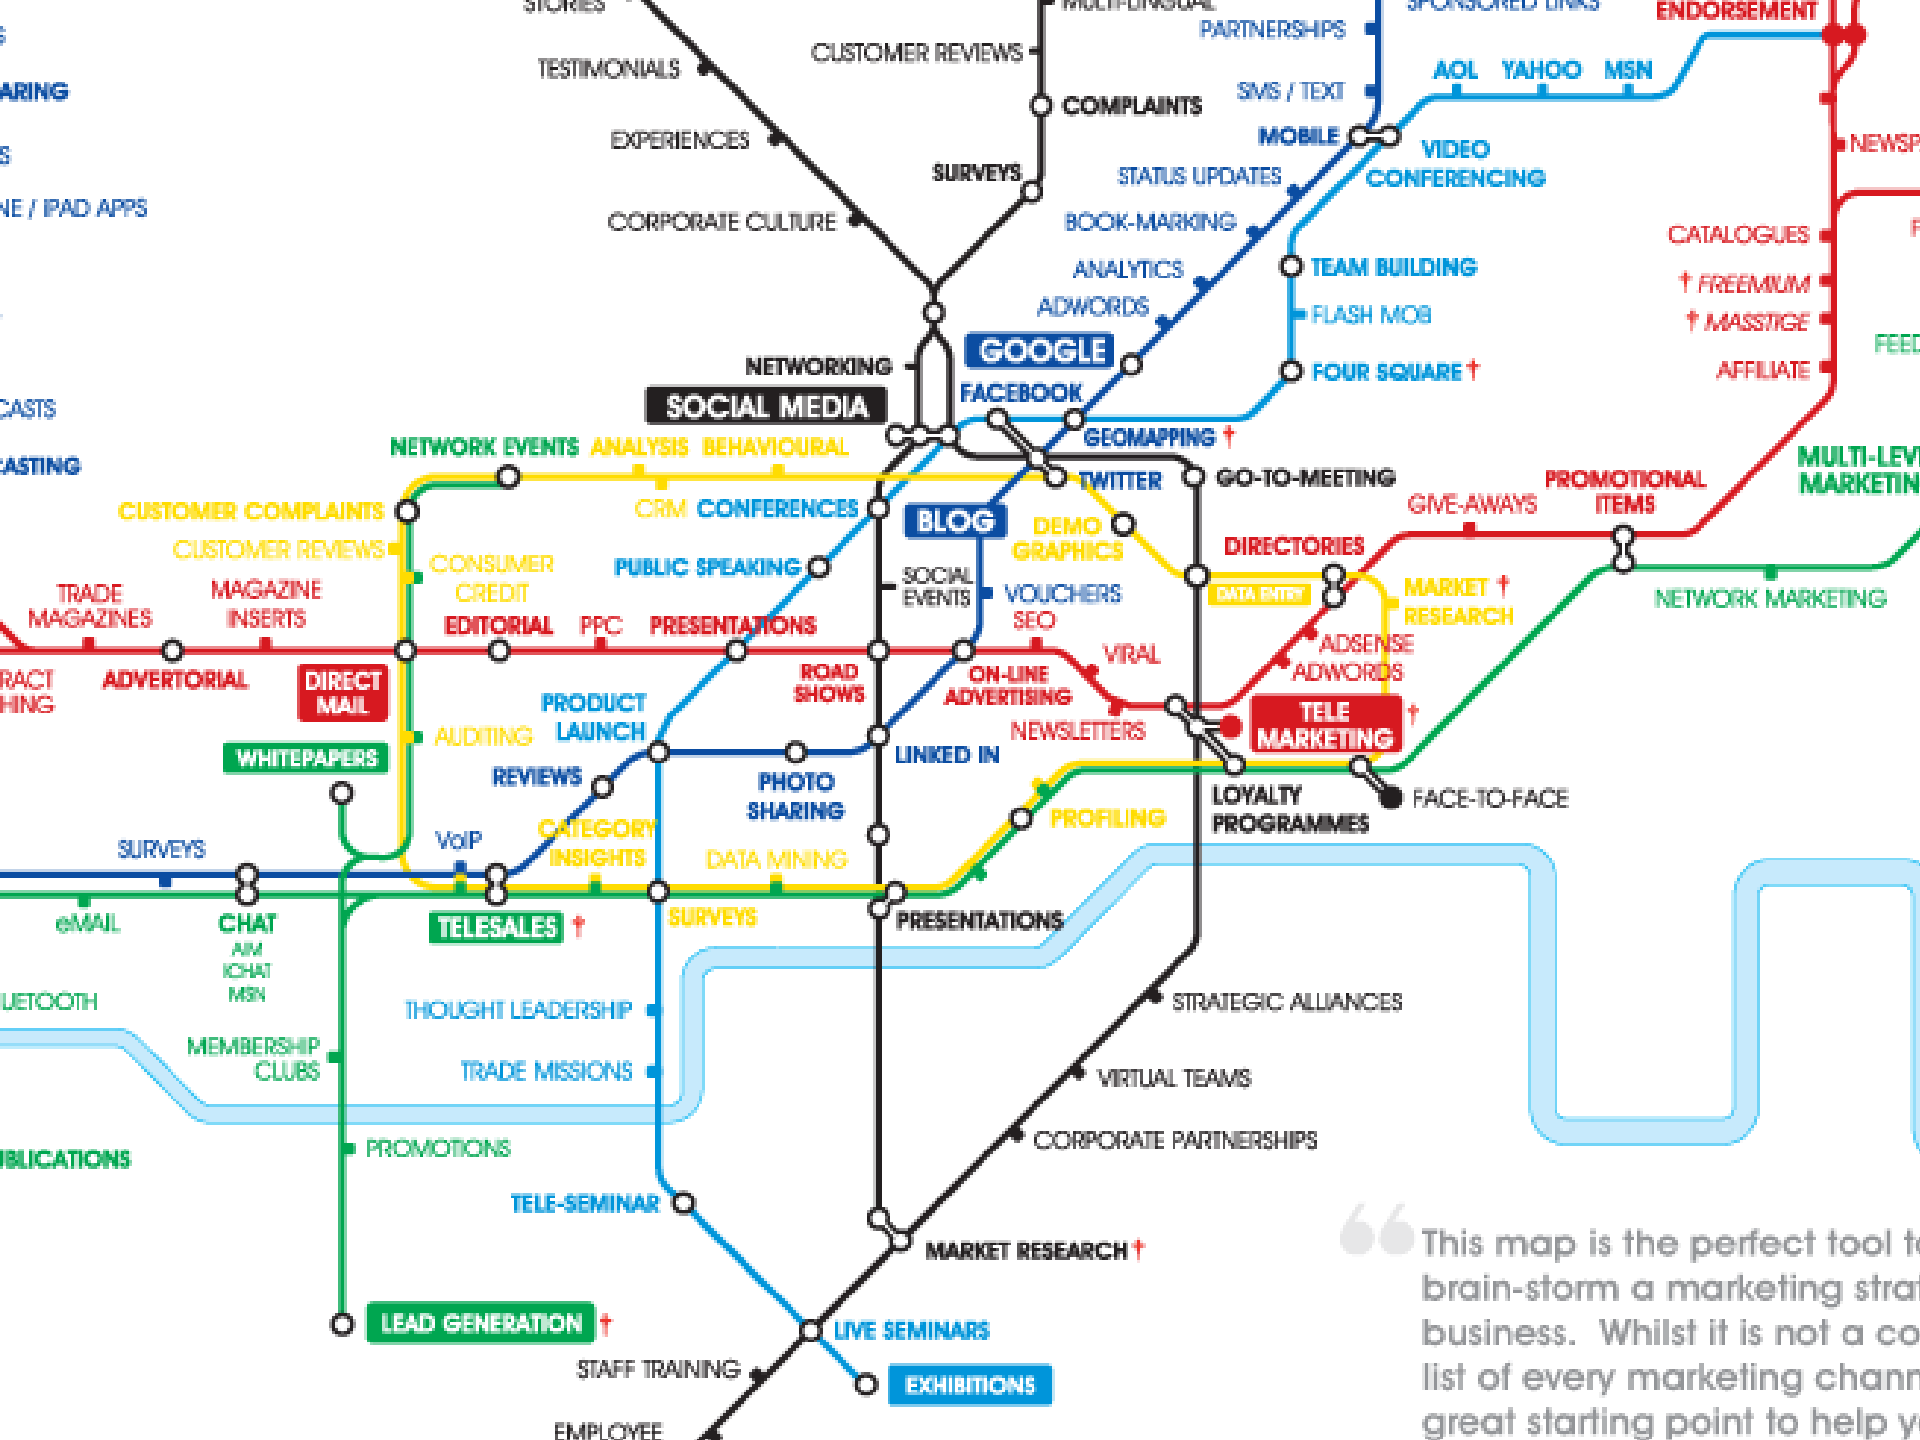 STORIES
MULTI-LINGUAL
PARTNERSHIPS
SPONSORED LINKS
ENDORSEMENT
CUSTOMER REVIEWS
TESTIMONIALS
AOL YAHOO MSN
ARING
SMS / TEXT
COMPLAINTS
MOBILE
EXPERIENCES
VIDEO
CONFERENCING
NEWSP
S
SURVEYS
STATUS UPDATES
NE / iPAD APPS
CORPORATE CULTURE
BOOK-MARKING
CATALOGUES
F
ANALYTICS
TEAM BUILDING
† FREEMIUM
ADWORDS
FLASH MOB
† MASSTIGE
FEED
GOOGLE
NETWORKING
FOUR SQUARE †
AFFILIATE
FACEBOOK
SOCIAL MEDIA
CASTS
GEOMAPPING †
NETWORK EVENTS
ANALYSIS
BEHAVIOURAL
CASTING
MULTI-LEV
MARKETIN
TWITTER
GO-TO-MEETING
PROMOTIONAL
ITEMS
GIVE-AWAYS
CUSTOMER COMPLAINTS
CRM
CONFERENCES
BLOG
DEMO
GRAPHICS
DIRECTORIES
CUSTOMER REVIEWS
CONSUMER
CREDIT
PUBLIC SPEAKING
SOCIAL
EVENTS
VOUCHERS
DATA ENTRY
MARKET †
RESEARCH
NETWORK MARKETING
TRADE
MAGAZINES
MAGAZINE
INSERTS
EDITORIAL
PPC
PRESENTATIONS
SEO
ADSENSE
ADWORDS
VIRAL
RACT
HING
ADVERTORIAL
DIRECT
MAIL
ROAD
SHOWS
ON-LINE
ADVERTISING
PRODUCT
LAUNCH
NEWSLETTERS
TELE
MARKETING
†
AUDITING
WHITEPAPERS
LINKED IN
REVIEWS
PHOTO
SHARING
LOYALTY
PROGRAMMES
FACE-TO-FACE
PROFILING
SURVEYS
VoIP
CATEGORY
INSIGHTS
DATA MINING
eMAIL
CHAT
AIM
ICHAT
MSN
TELESALES †
SURVEYS
PRESENTATIONS
LUETOOTH
THOUGHT LEADERSHIP
STRATEGIC ALLIANCES
MEMBERSHIP
CLUBS
TRADE MISSIONS
VIRTUAL TEAMS
CORPORATE PARTNERSHIPS
PROMOTIONS
BLICATIONS
TELE-SEMINAR
MARKET RESEARCH †
“ This map is the perfect tool to
brain-storm a marketing strat
business. Whilst it is not a co
list of every marketing chann
great starting point to help yo
LEAD GENERATION †
LIVE SEMINARS
STAFF TRAINING
EXHIBITIONS
EMPLOYEE